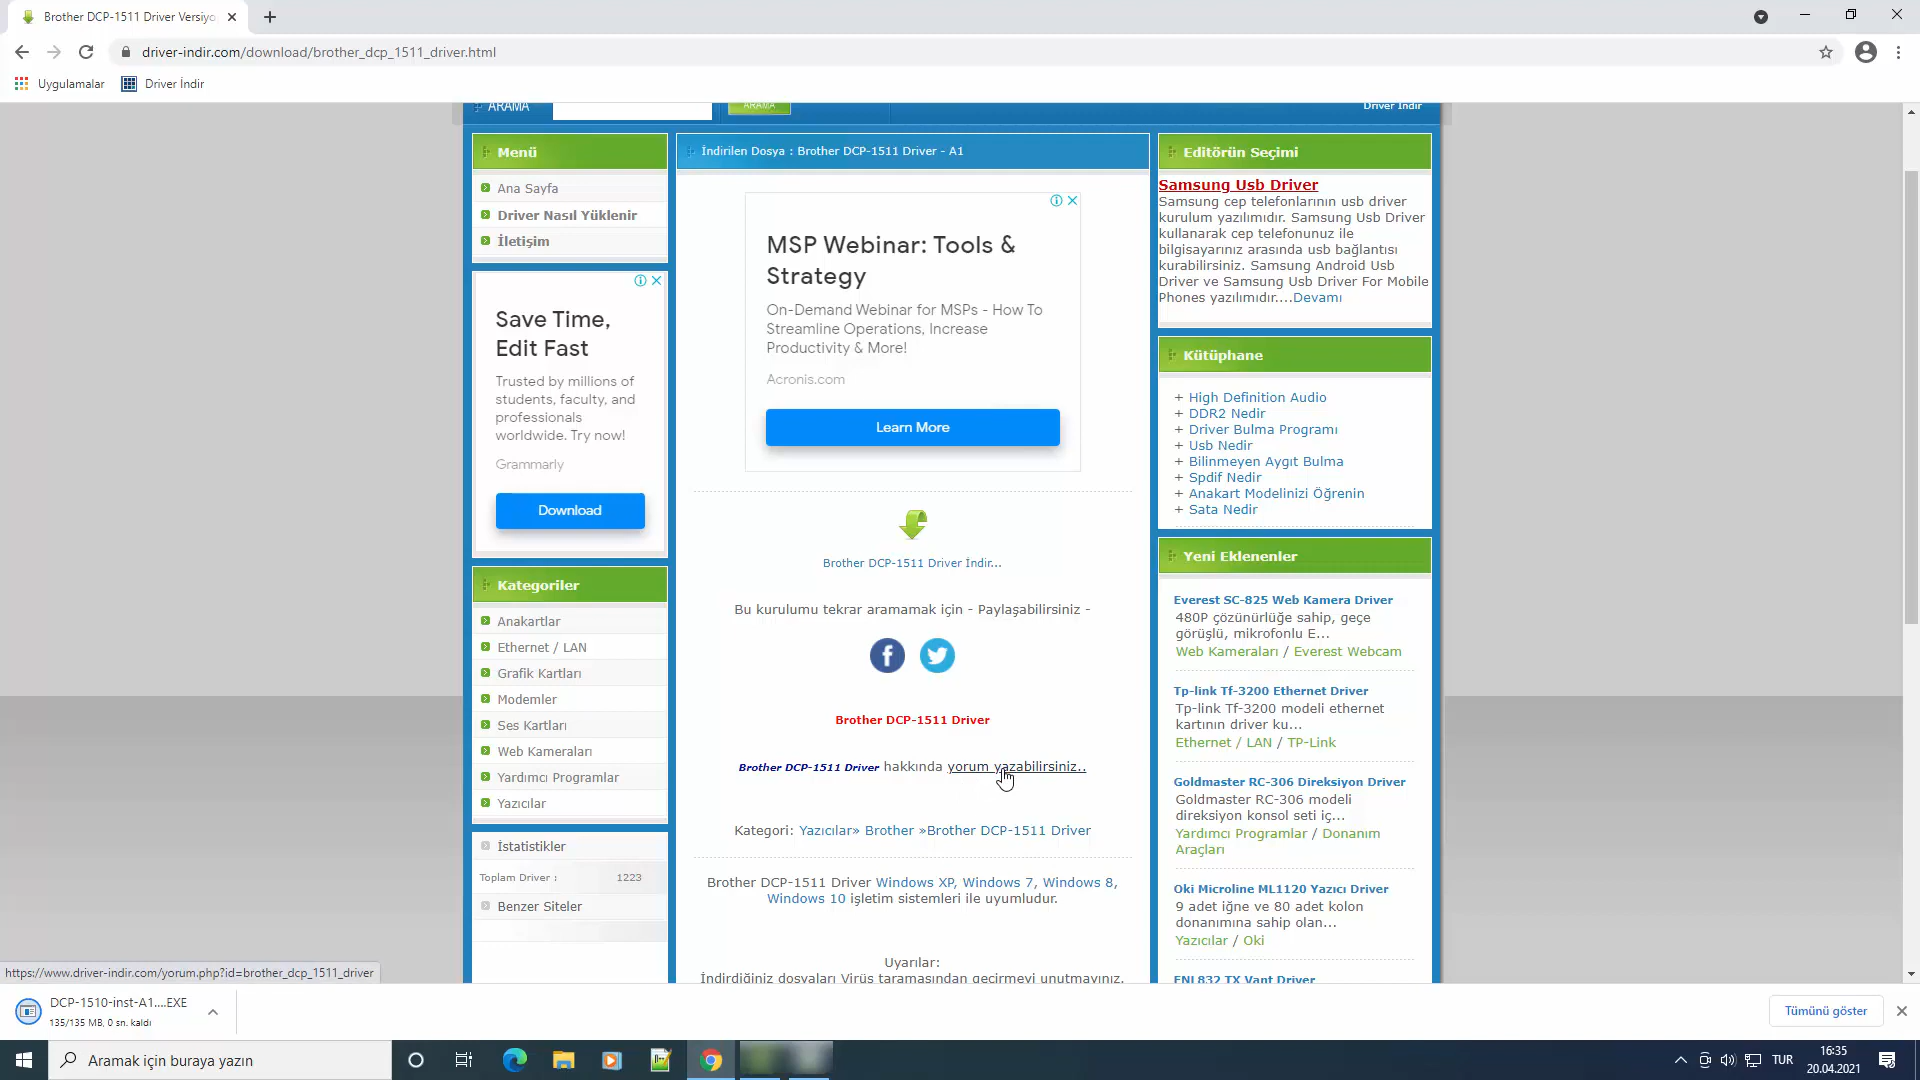 Brother DCP-1511 Driver Versiyo
driver-indir.com/download/brother_dcp_1511_driver.html
Uygulamalar
Driver İndir
ARAMA
ARAMA
Driver İndir
Menü
Ana Sayfa
Driver Nasıl Yüklenir
İletişim
Save Time,
Edit Fast
Trusted by millions of
students, faculty, and
professionals
worldwide. Try now!
Grammarly
Download
Kategoriler
Anakartlar
Ethernet / LAN
Grafik Kartları
Modemler
Ses Kartları
Web Kameraları
Yardımcı Programlar
Yazıcılar
İstatistikler
Toplam Driver : 1223
Benzer Siteler
İndirilen Dosya : Brother DCP-1511 Driver - A1
MSP Webinar: Tools &
Strategy
On-Demand Webinar for MSPs - How To
Streamline Operations, Increase
Productivity & More!
Acronis.com
Learn More
Brother DCP-1511 Driver İndir...
Bu kurulumu tekrar aramamak için - Paylaşabilirsiniz -
Brother DCP-1511 Driver
Brother DCP-1511 Driver hakkında yorum yazabilirsiniz..
Kategori: Yazıcılar» Brother »Brother DCP-1511 Driver
Brother DCP-1511 Driver Windows XP, Windows 7, Windows 8,
Windows 10 işletim sistemleri ile uyumludur.
Uyarılar:
İndirdiğiniz dosyaları Virüs taramasından geçirmeyi unutmayınız.
Editörün Seçimi
Samsung Usb Driver
Samsung cep telefonlarının usb driver
kurulum yazılımıdır. Samsung Usb Driver
kullanarak cep telefonunuz ile
bilgisayarınız arasında usb bağlantısı
kurabilirsiniz. Samsung Android Usb
Driver ve Samsung Usb Driver For Mobile
Phones yazılımıdır....Devamı
Kütüphane
+ High Definition Audio
+ DDR2 Nedir
+ Driver Bulma Programı
+ Usb Nedir
+ Bilinmeyen Aygıt Bulma
+ Spdif Nedir
+ Anakart Modelinizi Öğrenin
+ Sata Nedir
Yeni Eklenenler
Everest SC-825 Web Kamera Driver
480P çözünürlüğe sahip, geçe
görüşlü, mikrofonlu E...
Web Kameraları / Everest Webcam
Tp-link Tf-3200 Ethernet Driver
Tp-link Tf-3200 modeli ethernet
kartının driver ku...
Ethernet / LAN / TP-Link
Goldmaster RC-306 Direksiyon Driver
Goldmaster RC-306 modeli
direksiyon konsol seti iç...
Yardımcı Programlar / Donanım
Araçları
Oki Microline ML1120 Yazıcı Driver
9 adet iğne ve 80 adet kolon
donanımına sahip olan...
Yazıcılar / Oki
ENL832 TX Vant Driver
https://www.driver-indir.com/yorum.php?id=brother_dcp_1511_driver
DCP-1510-inst-A1....EXE
135/135 MB, 0 sn. kaldı
Tümünü göster
Aramak için buraya yazın
TUR
16:35
20.04.2021